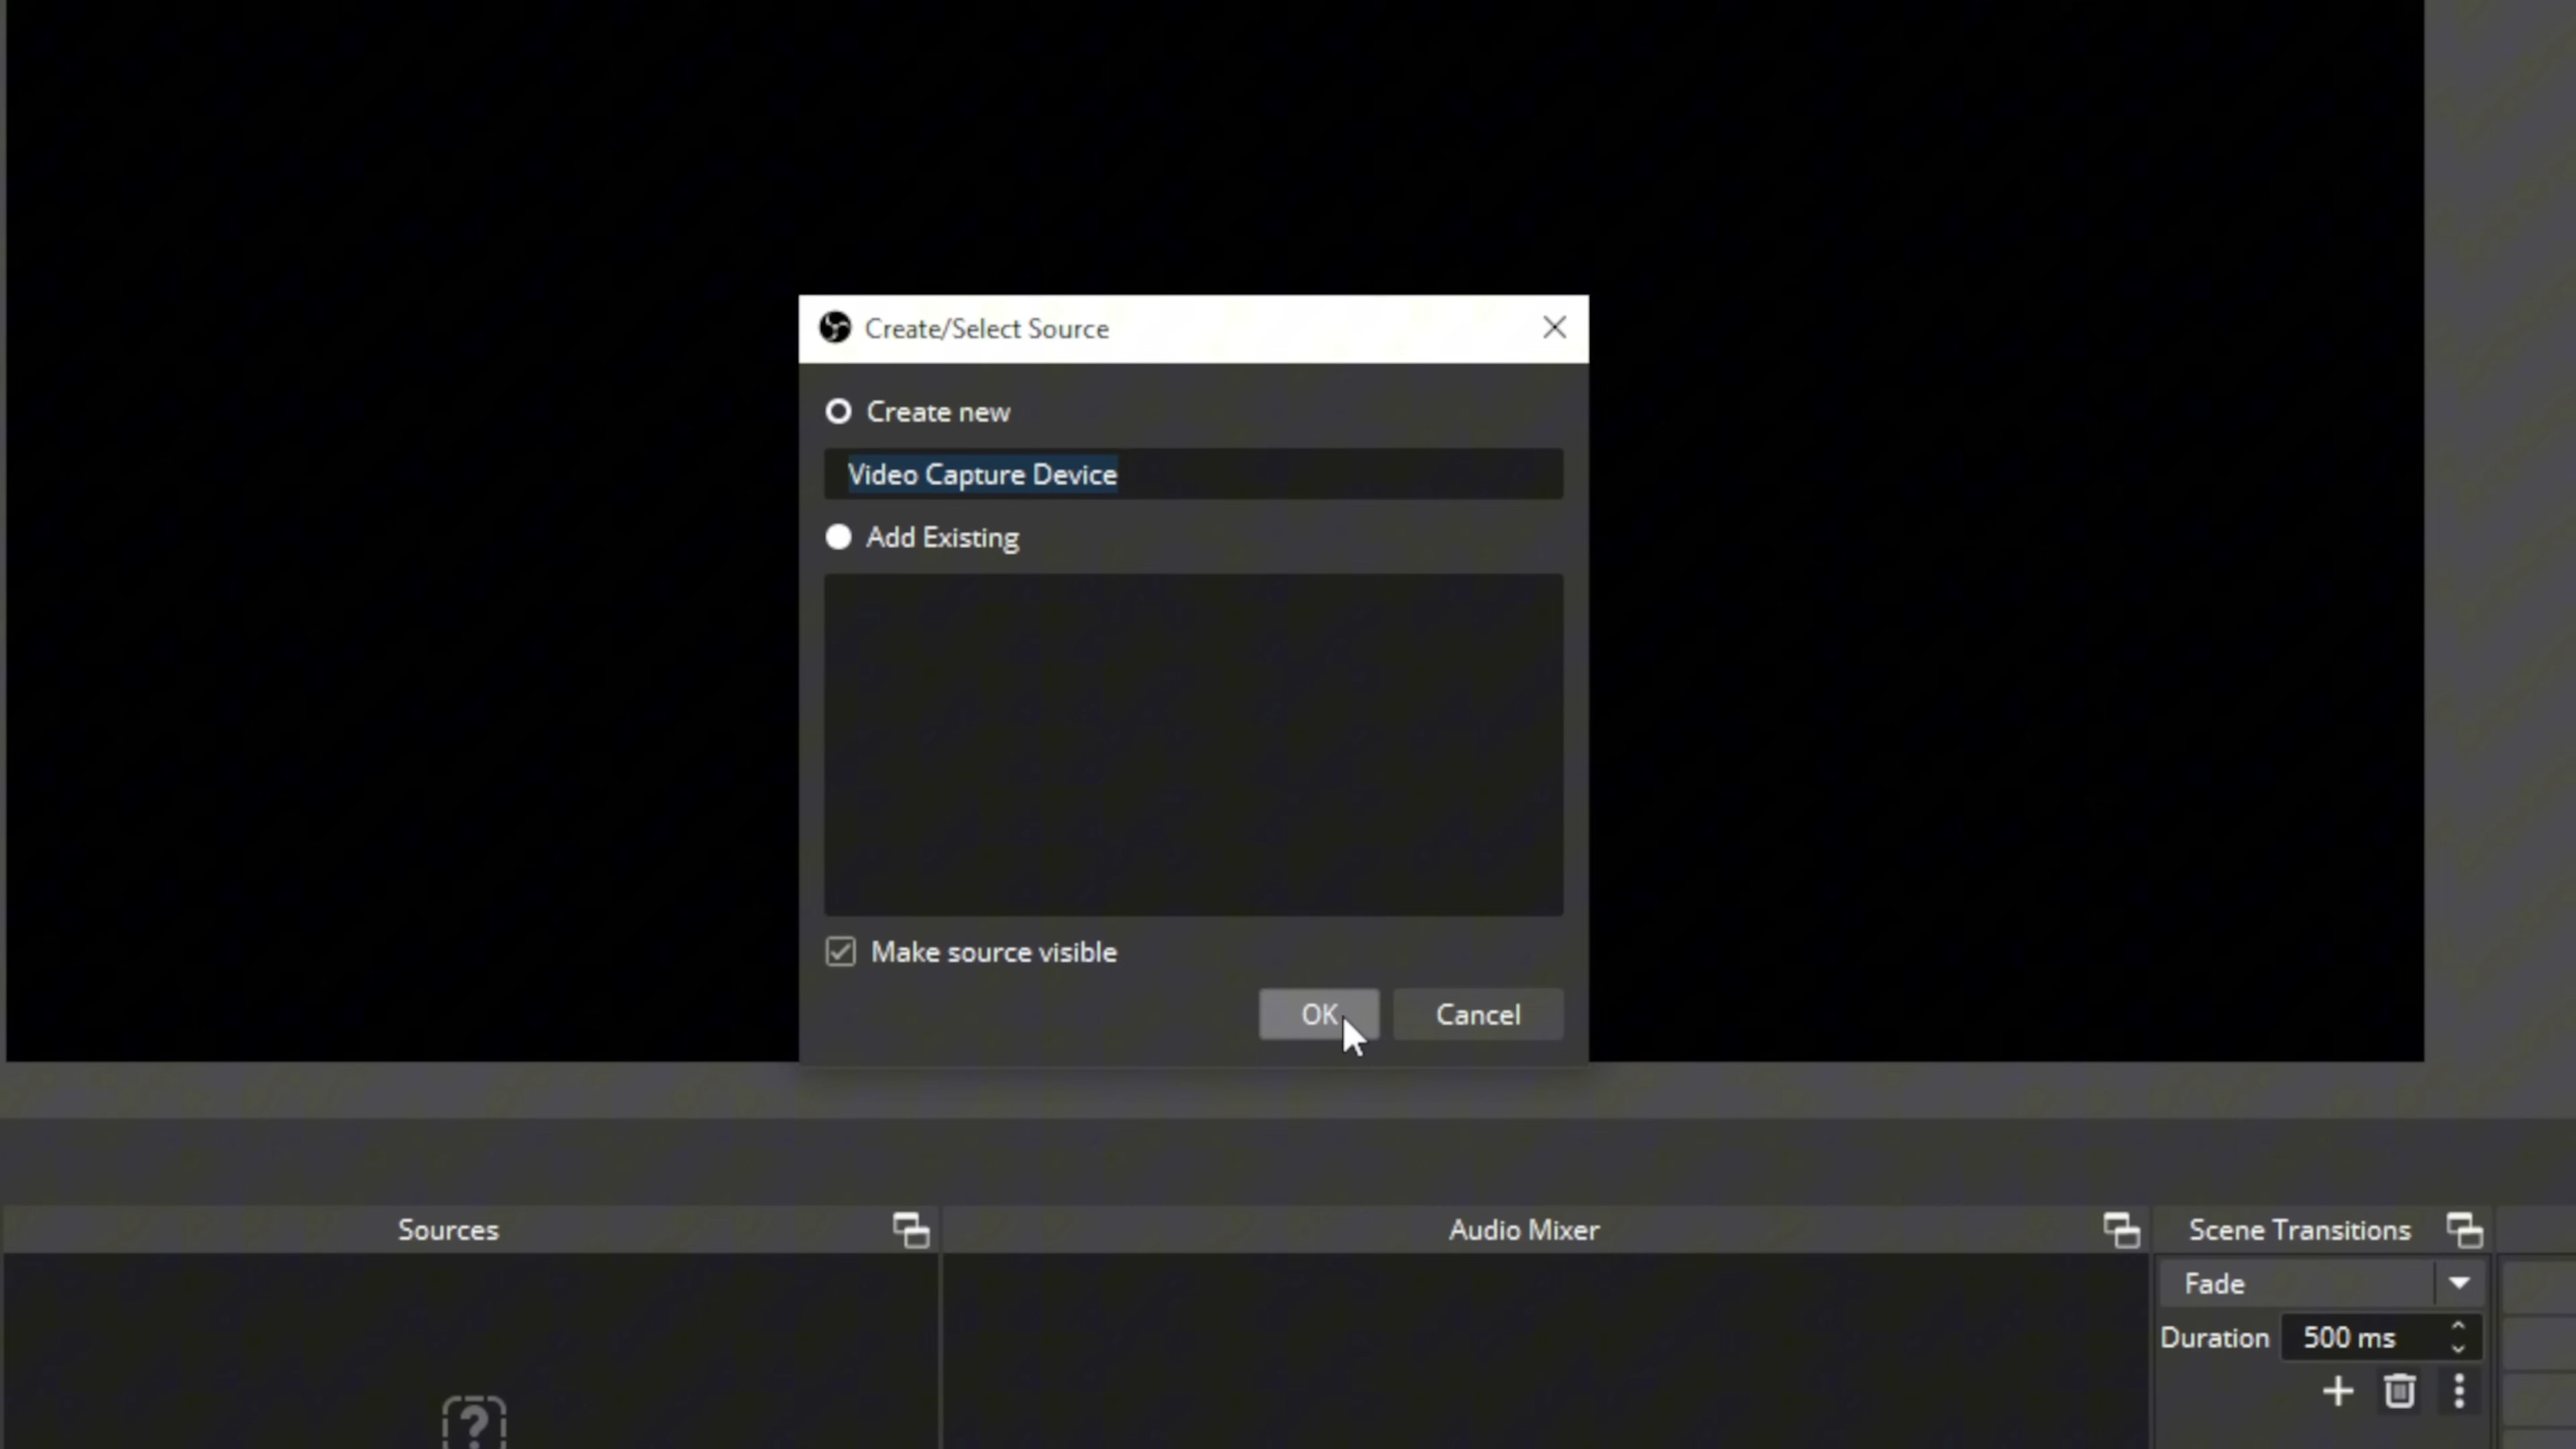 Create/Select Source
Create new
Video Capture Device
Add Existing
Make source visible
OK
Cancel
Sources
Audio Mixer
Scene Transitions
Fade
Duration
500 ms